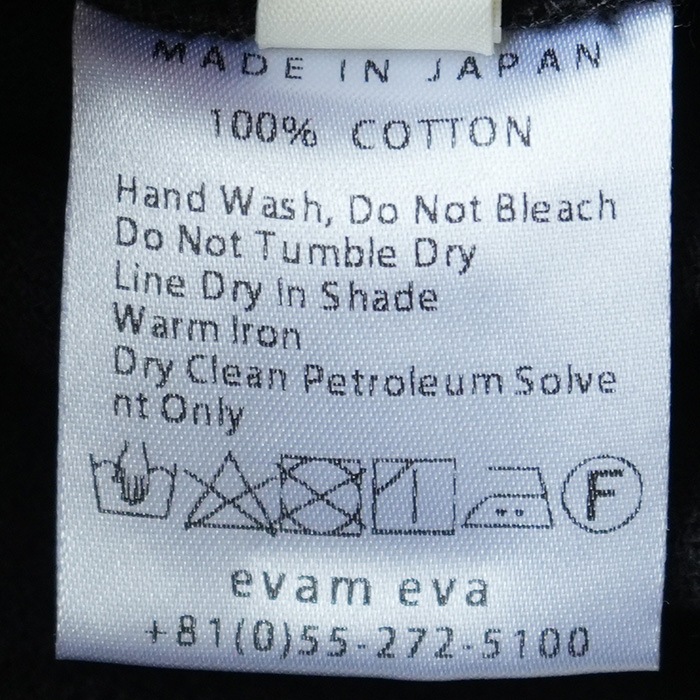 MADE IN JAPAN
100% COTTON
Hand Wash, Do Not Bleach
Do Not Tumble Dry
Line Dry In Shade
Warm Iron
Dry Clean Petroleum Solve
nt Only
F
evam eva
+81(0)55-272-5100